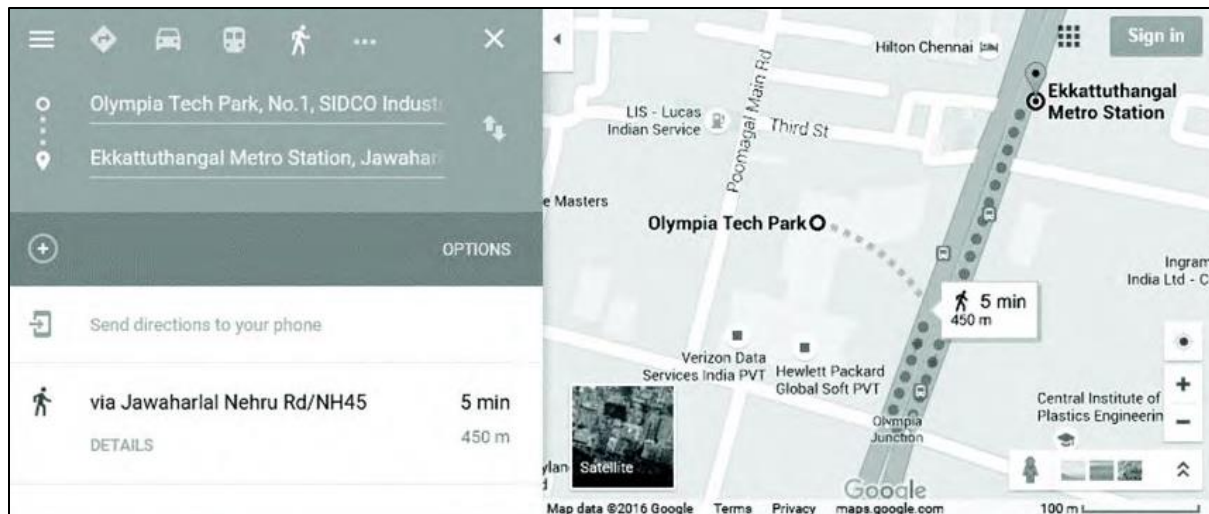 Olympia Tech Park, No.1, SIDCO Indust
Ekkattuthangal Metro Station, Jawahar
OPTIONS
Send directions to your phone
via Jawaharlal Nehru Rd/NH45
5 min
DETAILS
450 m
Hilton Chennai
Sign in
Ekkattuthangal
Metro Station
LIS - Lucas
Indian Service
Poomagal Main Rd
Third St
e Masters
Olympia Tech Park
Ingram
India Ltd - C
5 min
450 m
Verizon Data
Services India PVT
Hewlett Packard
Global Soft PVT
Central Institute of
Plastics Engineerin
Olympia
Junction
Satellite
ylan
Google
Map data ©2016 Google
Terms
Privacy
maps.google.com
100 m